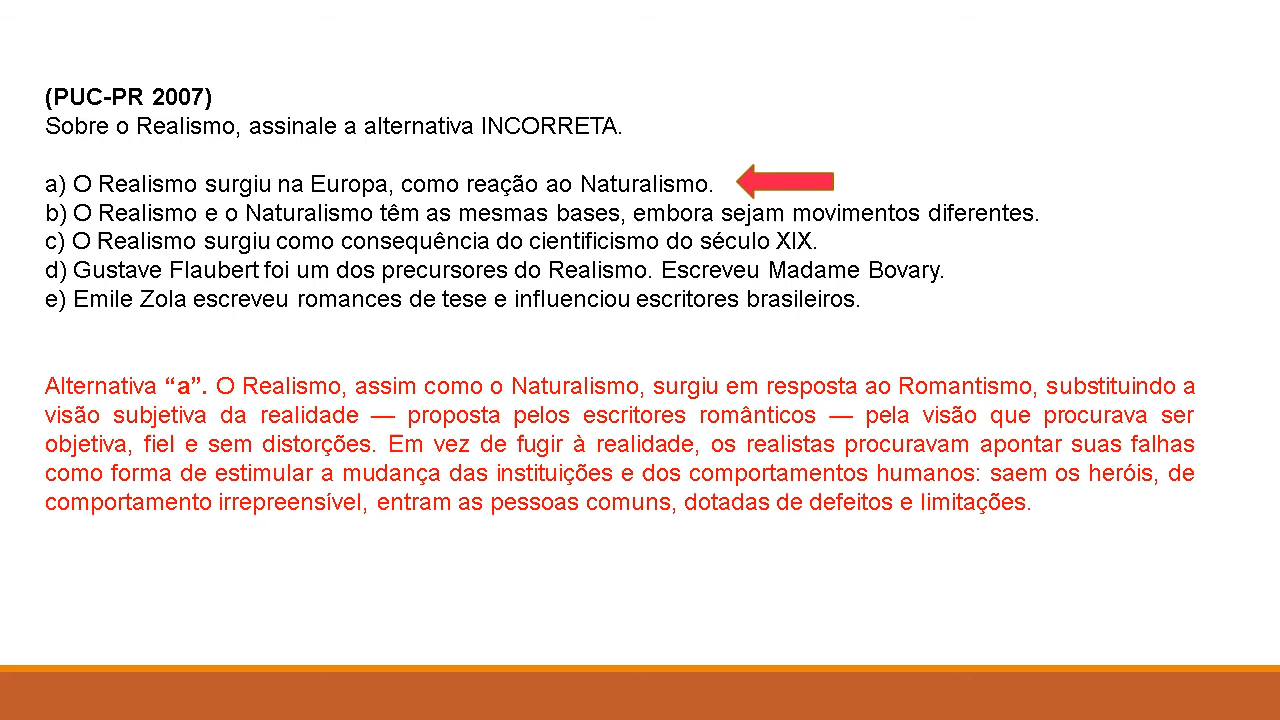 (PUC-PR 2007)
Sobre o Realismo, assinale a alternativa INCORRETA.
a) O Realismo surgiu na Europa, como reação ao Naturalismo.
b) O Realismo e o Naturalismo têm as mesmas bases, embora sejam movimentos diferentes.
c) O Realismo surgiu como consequência do cientificismo do século XIX.
d) Gustave Flaubert foi um dos precursores do Realismo. Escreveu Madame Bovary.
e) Emile Zola escreveu romances de tese e influenciou escritores brasileiros.
Alternativa “a”. O Realismo, assim como o Naturalismo, surgiu em resposta ao Romantismo, substituindo a
visão subjetiva da realidade — proposta pelos escritores românticos — pela visão que procurava ser
objetiva, fiel e sem distorções. Em vez de fugir à realidade, os realistas procuravam apontar suas falhas
como forma de estimular a mudança das instituições e dos comportamentos humanos: saem os heróis, de
comportamento irrepreensível, entram as pessoas comuns, dotadas de defeitos e limitações.